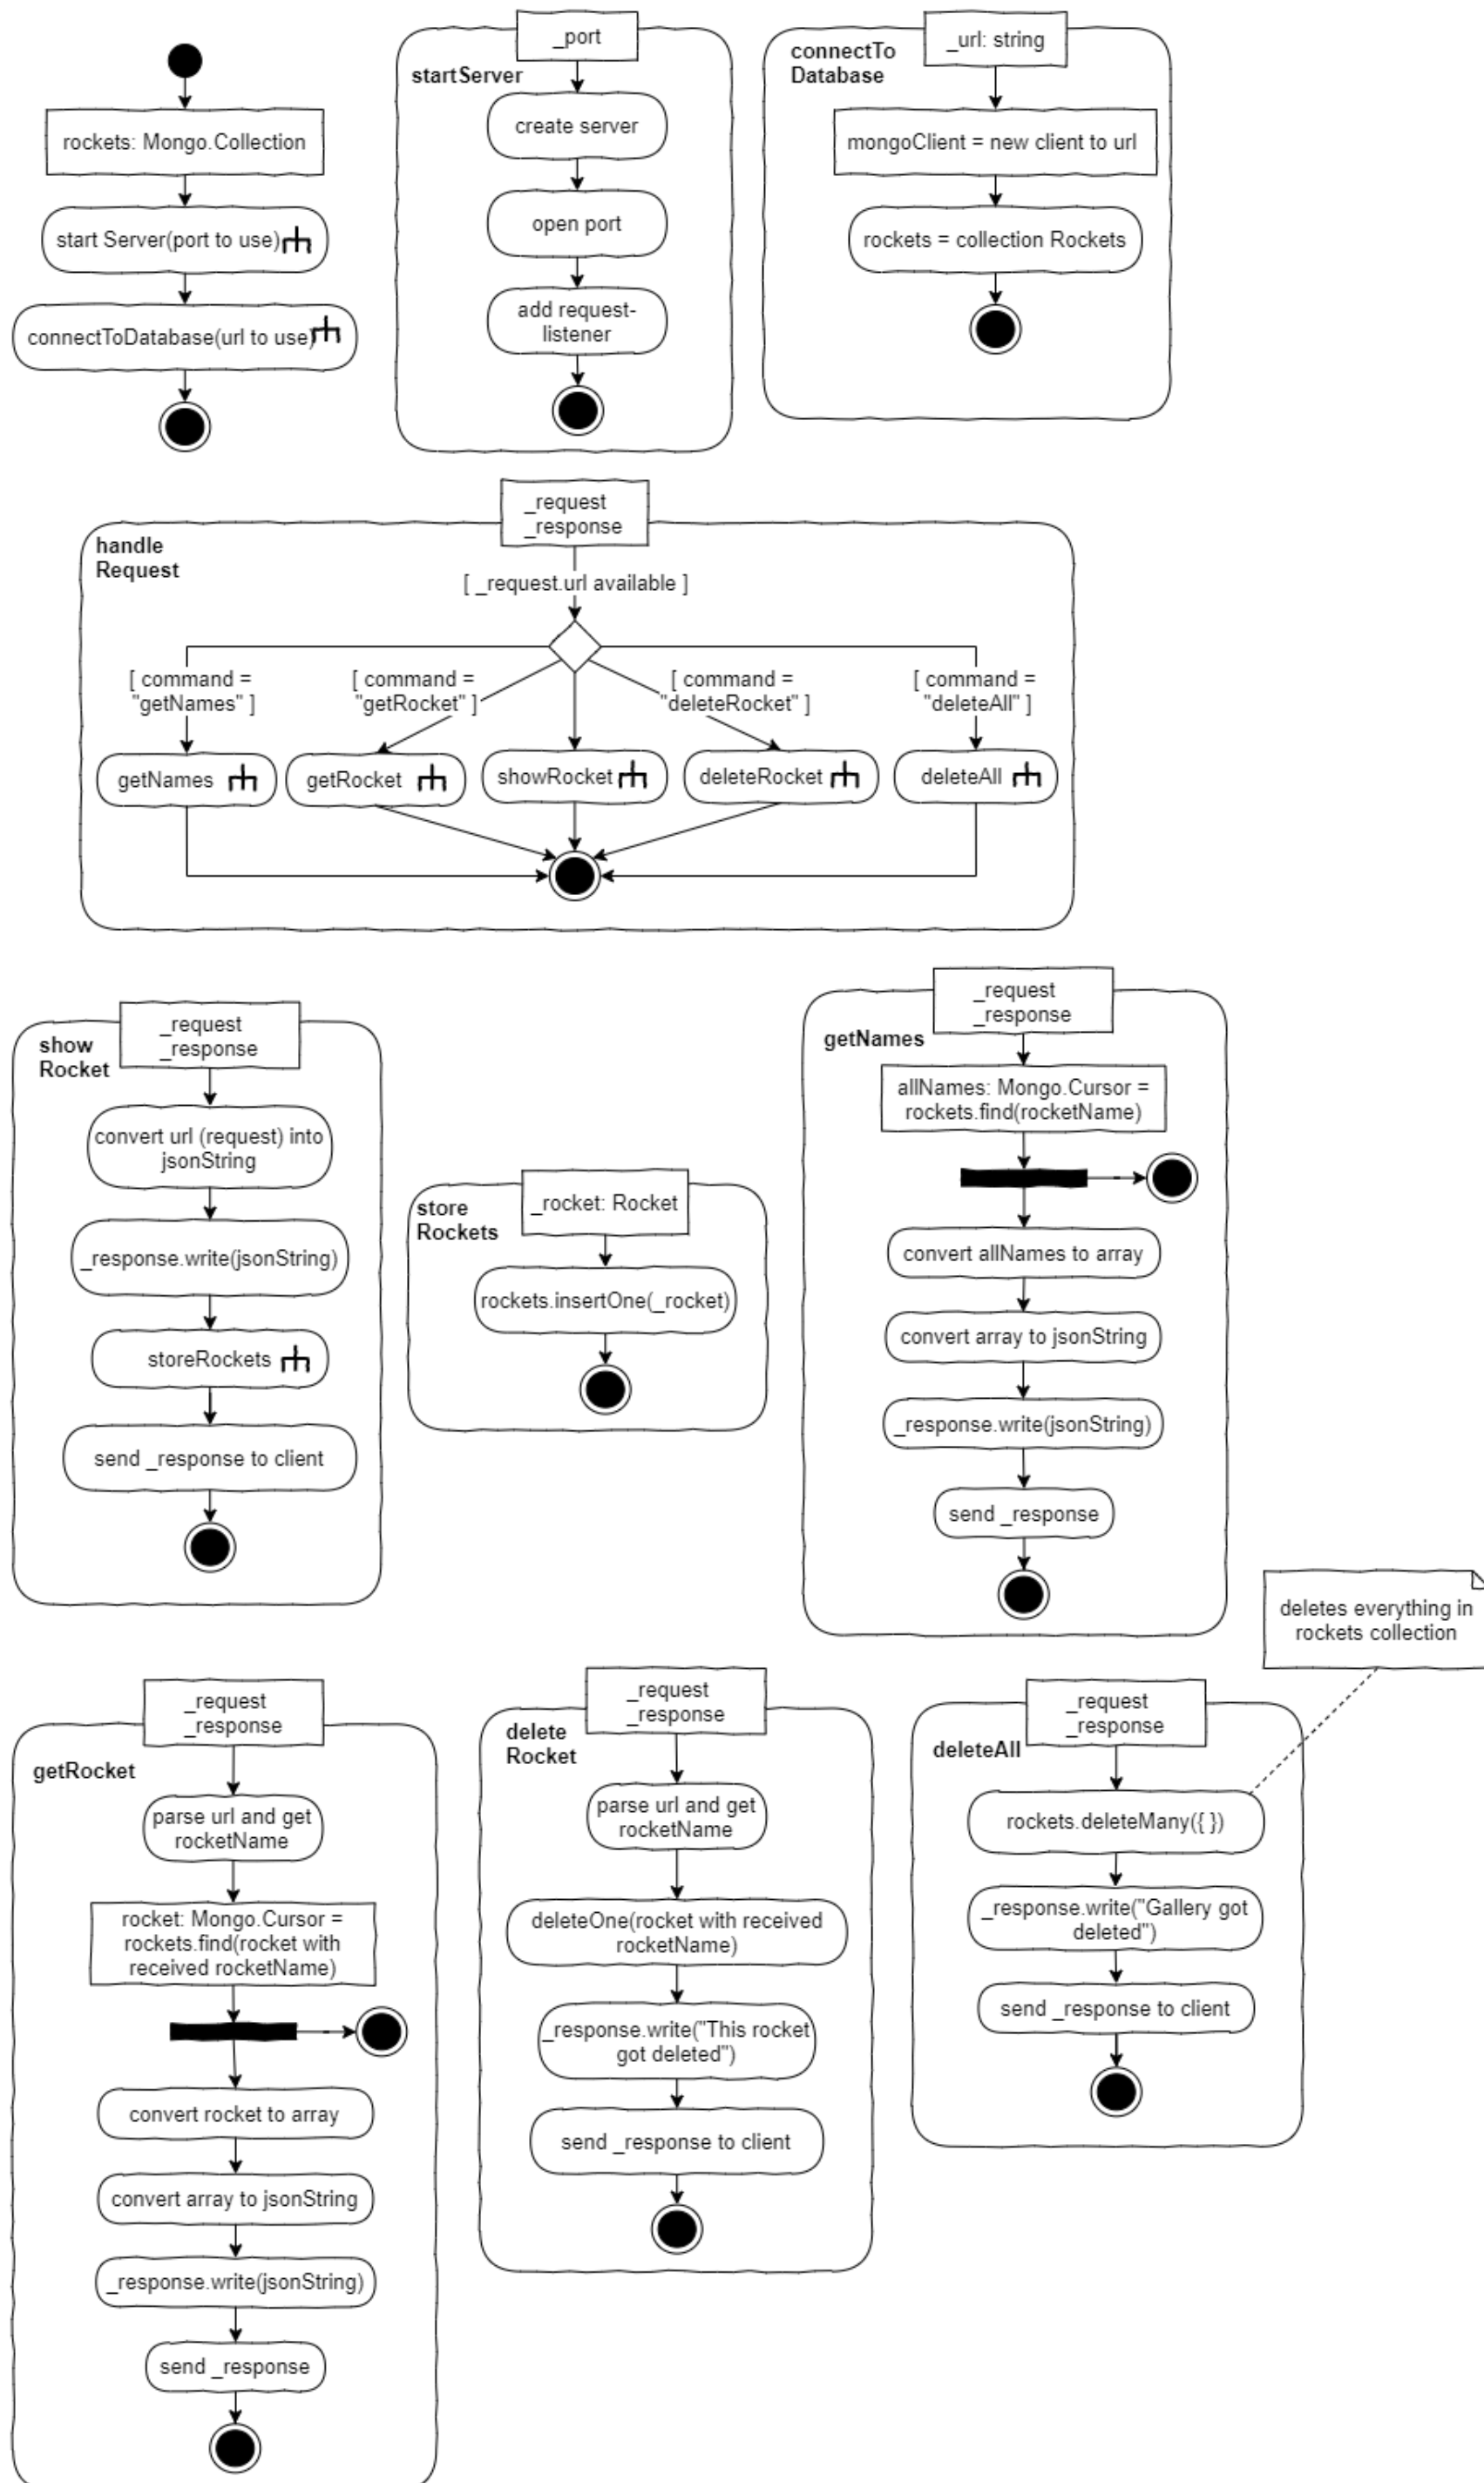 rockets: Mongo.Collection
start Server(port to use)
connectToDatabase(url to use)
_port
startServer
create server
open port
add request-
listener
_url: string
connectTo
Database
mongoClient = new client to url
rockets = collection Rockets
_request
_response
handle
Request
[ _request.url available ]
[ command =
"getNames" ]
[ command =
"getRocket" ]
[ command =
"deleteRocket" ]
[ command =
"deleteAll" ]
getNames
getRocket
showRocket
deleteRocket
deleteAll
_request
_response
show
Rocket
convert url (request) into
jsonString
_response.write(jsonString)
storeRockets
send _response to client
_rocket: Rocket
store
Rockets
rockets.insertOne(_rocket)
_request
_response
getNames
allNames: Mongo.Cursor =
rockets.find(rocketName)
convert allNames to array
convert array to jsonString
_response.write(jsonString)
send _response
deletes everything in
rockets collection
_request
_response
getRocket
parse url and get
rocketName
rocket: Mongo.Cursor =
rockets.find(rocket with
received rocketName)
convert rocket to array
convert array to jsonString
_response.write(jsonString)
send _response
_request
_response
delete
Rocket
parse url and get
rocketName
deleteOne(rocket with received
rocketName)
_response.write("This rocket
got deleted")
send _response to client
_request
_response
deleteAll
rockets.deleteMany({ })
_response.write("Gallery got
deleted")
send _response to client